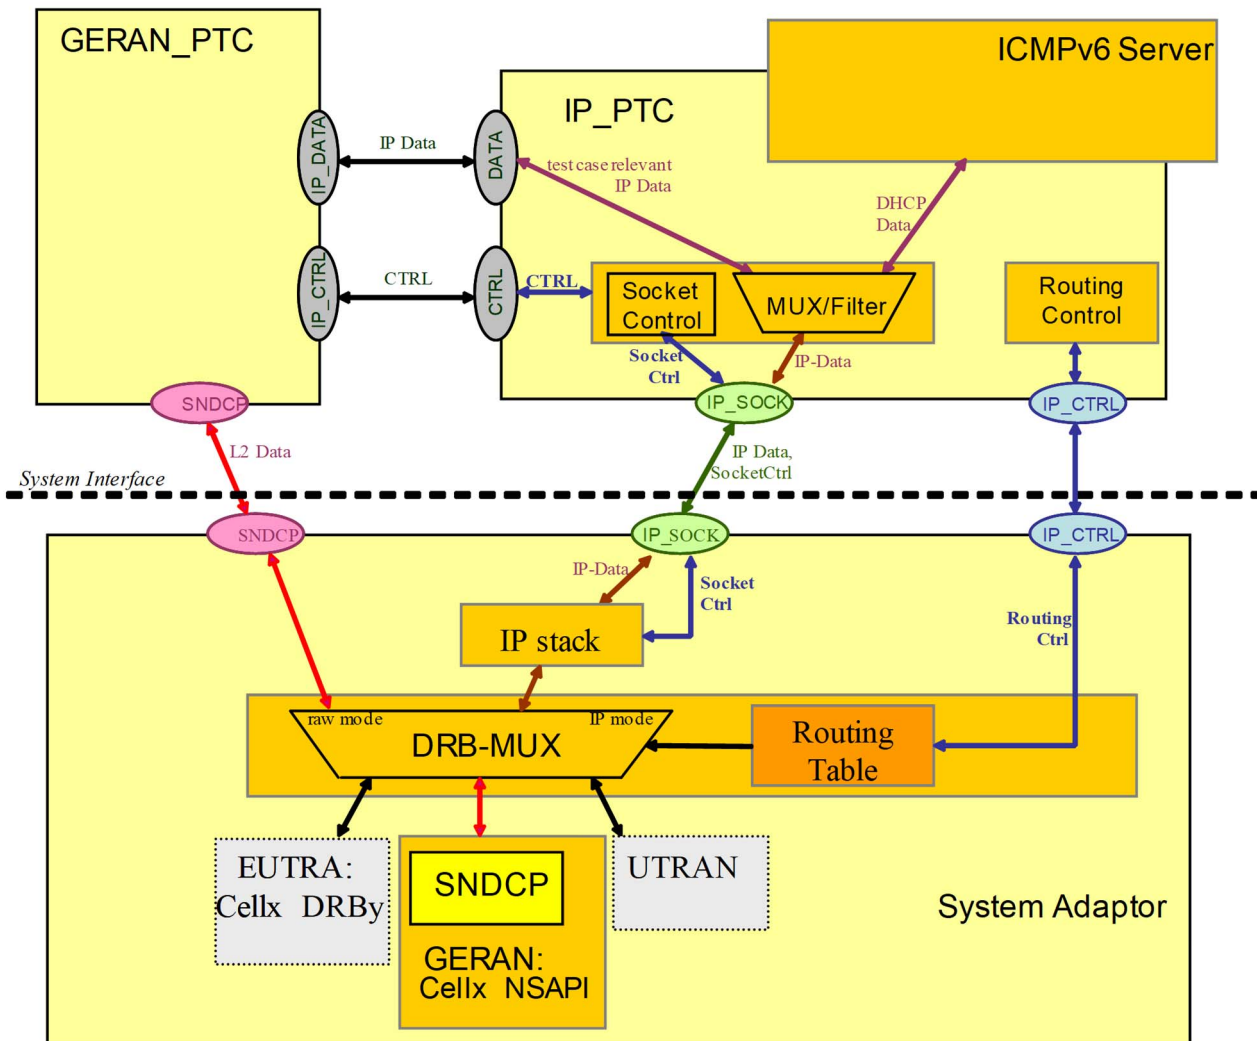 GERAN_PTC
ICMPv6 Server
IP_PTC
IP_DATA
IP Data
DATA
test case relevant
IP Data
DHCP
Data
IP_CTRL
CTRL
CTRL
CTRL
Socket
Control
MUX/Filter
Routing
Control
Socket
Ctrl
IP-Data
SNDCP
IP_SOCK
IP_CTRL
L2 Data
IP Data,
SocketCtrl
System Interface
SNDCP
IP_SOCK
IP_CTRL
IP-Data
Socket
Ctrl
IP stack
Routing
Ctrl
raw mode
IP mode
DRB-MUX
Routing
Table
EUTRA:
Cellx DRBy
SNDCP
GERAN:
Cellx NSAPI
UTRAN
System Adaptor